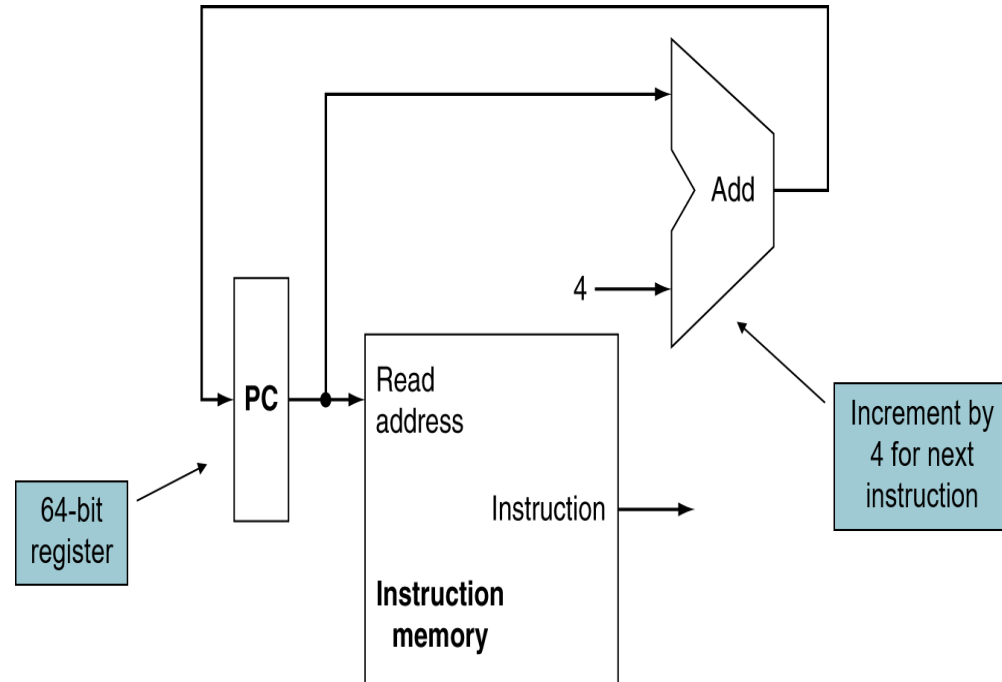 Add
4
PC
Read
address
Increment by
4 for next
instruction
64-bit
register
Instruction
Instruction
memory